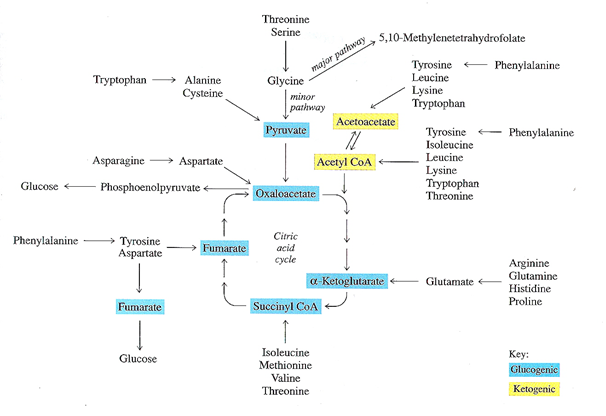 Threonine
Serine
major pathway
5,10-Methylenetetrahydrofolate
Tyrosine
Phenylalanine
Leucine
Lysine
Tryptophan
Tryptophan
Alanine
Cysteine
Glycine
minor
pathway
Acetoacetate
Pyruvate
Tyrosine
Phenylalanine
Isoleucine
Leucine
Lysine
Tryptophan
Threonine
Asparagine
Aspartate
Acetyl CoA
Glucose
Phosphoenolpyruvate
Oxaloacetate
Phenylalanine
Tyrosine
Aspartate
Fumarate
Citric
acid
cycle
Arginine
Glutamine
Histidine
Proline
α-Ketoglutarate
Glutamate
Fumarate
Succinyl CoA
Glucose
Isoleucine
Methionine
Valine
Threonine
Key:
Glucogenic
Ketogenic